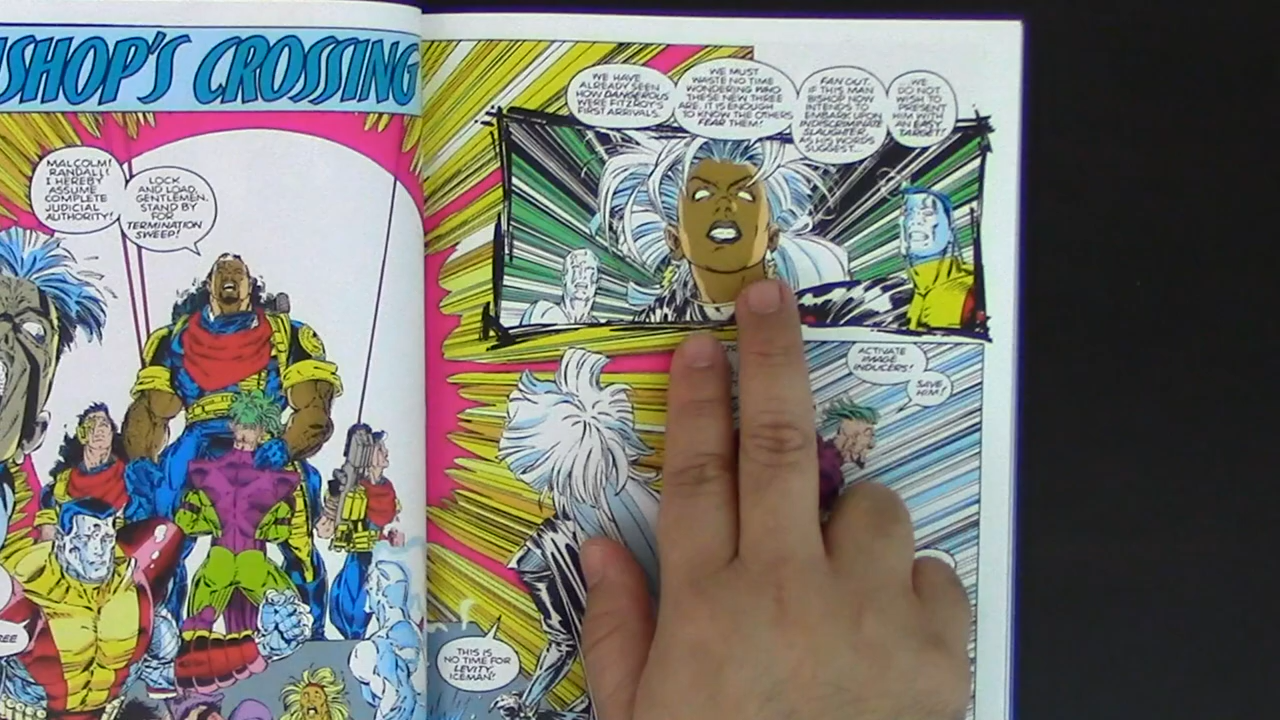 SHOP'S CROSSING
MALCOLM!
RANDALL!
I HEREBY
ASSUME
COMPLETE
JUDICIAL
AUTHORITY!
LOCK
AND LOAD,
GENTLEMEN.
STAND BY
FOR
TERMINATION
SWEEP!
WE HAVE
ALREADY SEEN
HOW DANGEROUS
WERE FITZROY'S
FIRST ARRIVALS.
WE MUST
WASTE NO TIME
WONDERING WHO
THESE NEW THREE
ARE. IT IS ENOUGH
TO KNOW THE OTHERS
FEAR THEM!
FAN OUT.
IF THIS MAN
BISHOP NOW
INTENDS TO
EMBARK UPON
INDISCRIMINATE
SLAUGHTER,
AS HIS WORDS
SUGGEST...
WE
DO NOT
WISH TO
PRESENT
HIM WITH
AN EASY
TARGET!
ACTIVATE
IMAGE
INDUCERS!
SAVE
HIM!
THIS IS
NO TIME FOR
LEVITY,
ICEMAN!